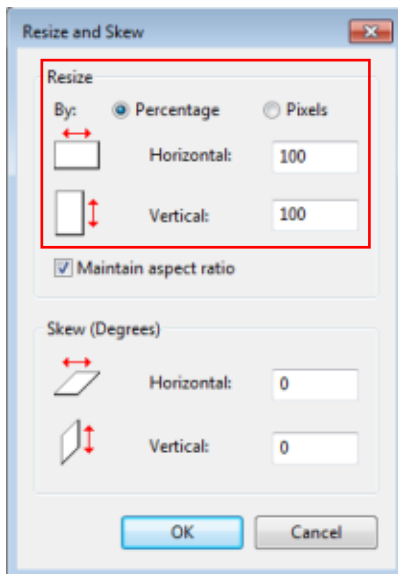 Resize and Skew
Resize
By: Percentage Pixels
Horizontal: 100
Vertical: 100
Maintain aspect ratio
Skew (Degrees)
Horizontal: 0
Vertical: 0
OK Cancel